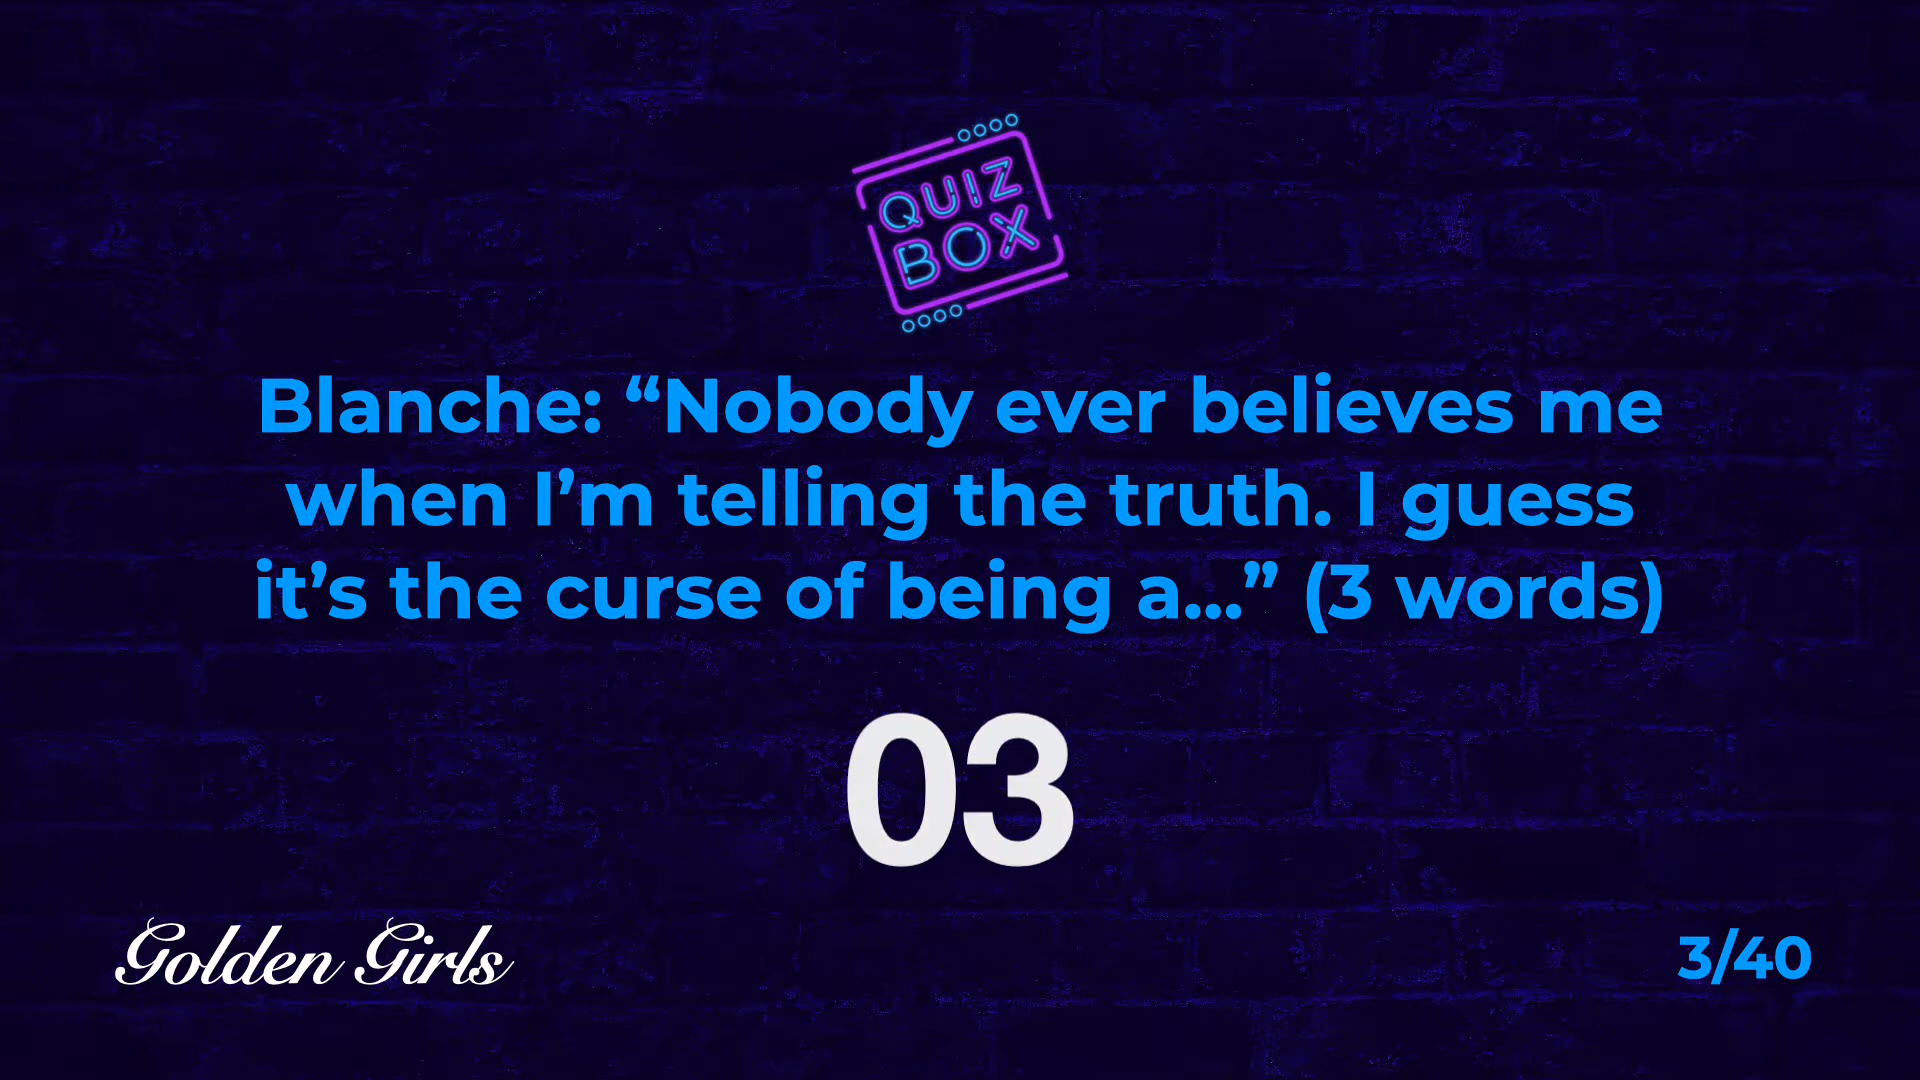 QUIZ
BOX
Blanche: “Nobody ever believes me
when I’m telling the truth. I guess
it’s the curse of being a...” (3 words)
03
Golden Girls
3/40